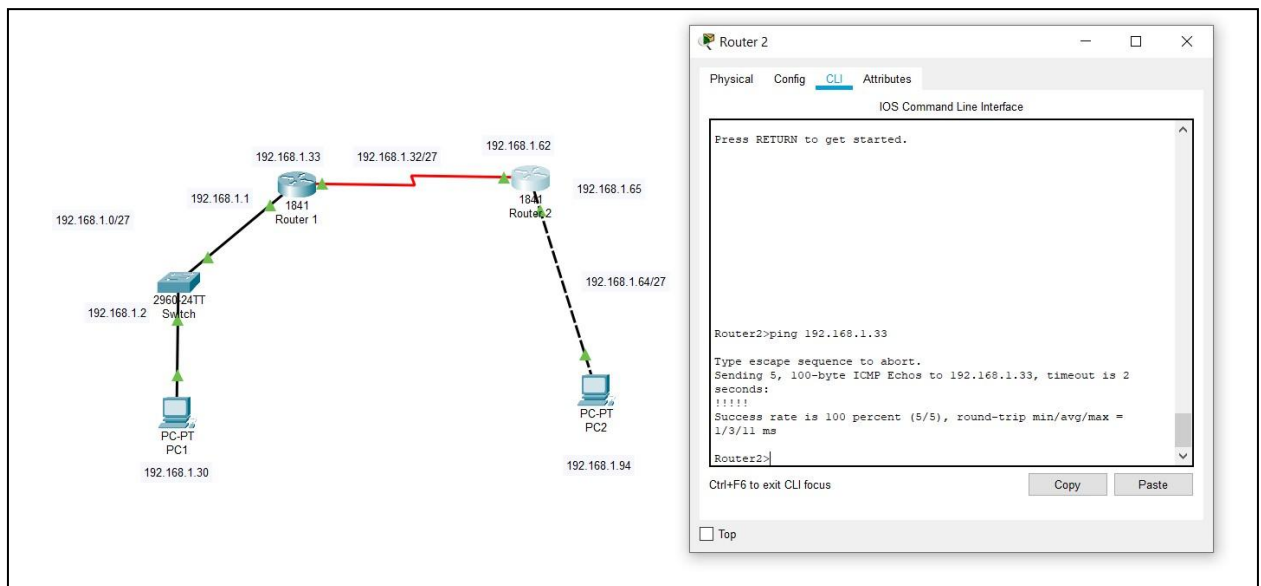 192.168.1.62
192.168.1.33
192.168.1.32/27
192.168.1.65
192.168.1.1
1841
Router 1
1841
Router 2
192.168.1.0/27
192.168.1.64/27
2960-24TT
Switch
192.168.1.2
PC-PT
PC1
192.168.1.30
PC-PT
PC2
192.168.1.94
Router 2
Physical Config CLI Attributes
IOS Command Line Interface
Press RETURN to get started.
Router2>ping 192.168.1.33
Type escape sequence to abort.
Sending 5, 100-byte ICMP Echos to 192.168.1.33, timeout is 2
seconds:
!!!!!
Success rate is 100 percent (5/5), round-trip min/avg/max =
1/3/11 ms
Router2>
Ctrl+F6 to exit CLI focus
Copy Paste
Top